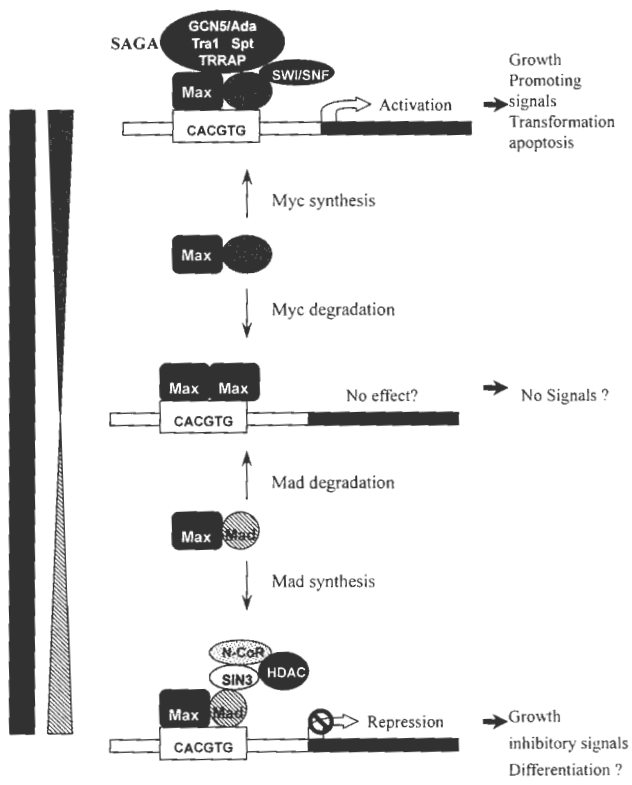 SAGA
GCN5/Ada
Tra1 Spt
TRRAP
SWI/SNF
Max
CACGTG
Activation
Growth
Promoting
signals
Transformation
apoptosis
Myc synthesis
Max
Myc degradation
Max Max
CACGTG
No effect?
No Signals ?
Mad degradation
Max Mad
Mad synthesis
N-CoR
SIN3 HDAC
Max Mad
CACGTG
Repression
Growth
inhibitory signals
Differentiation ?